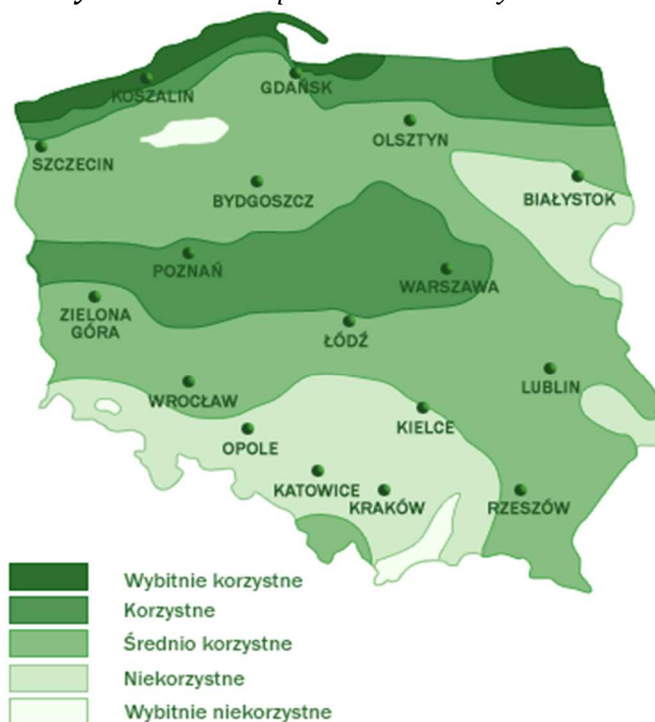 KOSZALIN
GDAŃSK
OLSZTYN
SZCZECIN
BYDGOSZCZ
BIAŁYSTOK
POZNAŃ
WARSZAWA
ZIELONA
GÓRA
ŁÓDŹ
LUBLIN
WROCŁAW
KIELCE
OPOLE
KATOWICE
KRAKÓW
RZESZÓW
Wybitnie korzystne
Korzystne
Średnio korzystne
Niekorzystne
Wybitnie niekorzystne